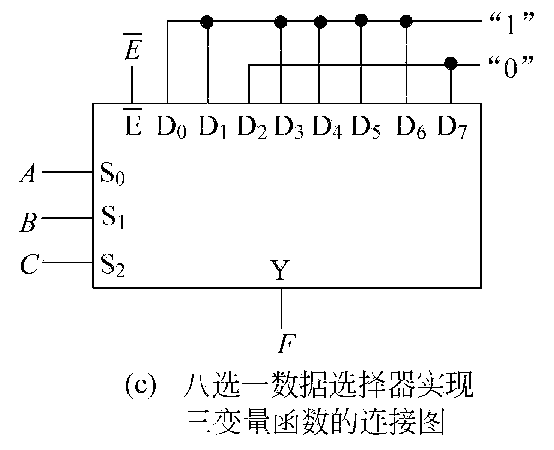 E̅ “1”
“0”
E̅ D₀ D₁ D₂ D₃ D₄ D₅ D₆ D₇
A S₀
B S₁
C S₂
Y
F
(c) 八选一数据选择器实现
三变量函数的连接图